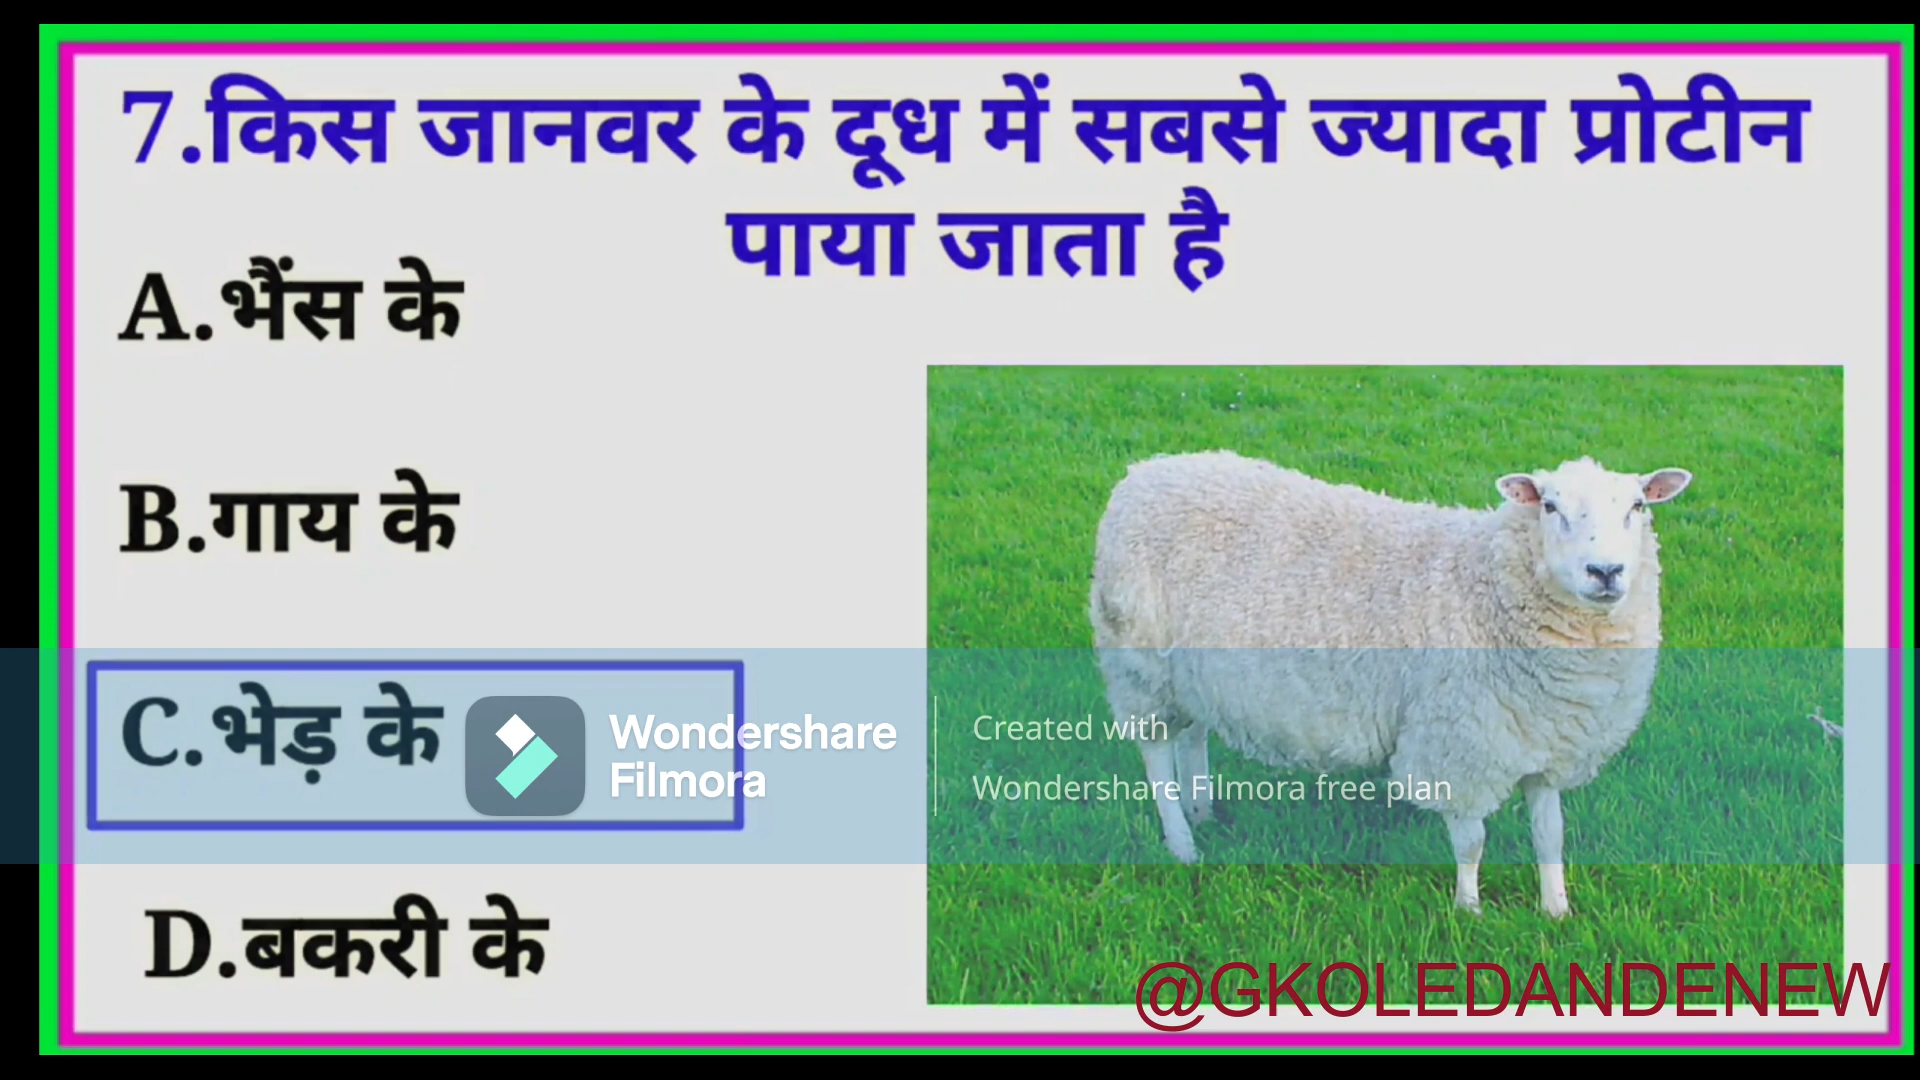 7.किस जानवर के दूध में सबसे ज्यादा प्रोटीन
पाया जाता है
A.भैंस के
B.गाय के
C.भेड़ के
Wondershare
Filmora
Created with
Wondershare Filmora free plan
D.बकरी के
@GKOLEDANDENEW